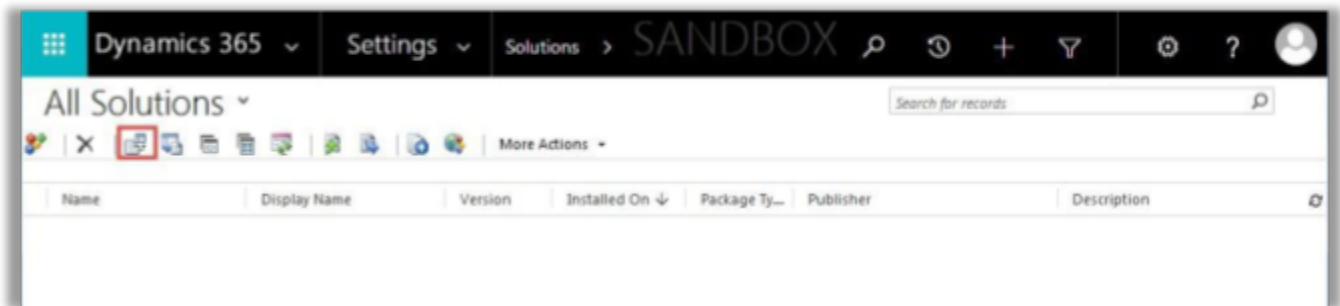 Dynamics 365 Settings Solutions > SANDBOX + ?
All Solutions
Search for records
More Actions
Name Display Name Version Installed On Package Ty... Publisher Description